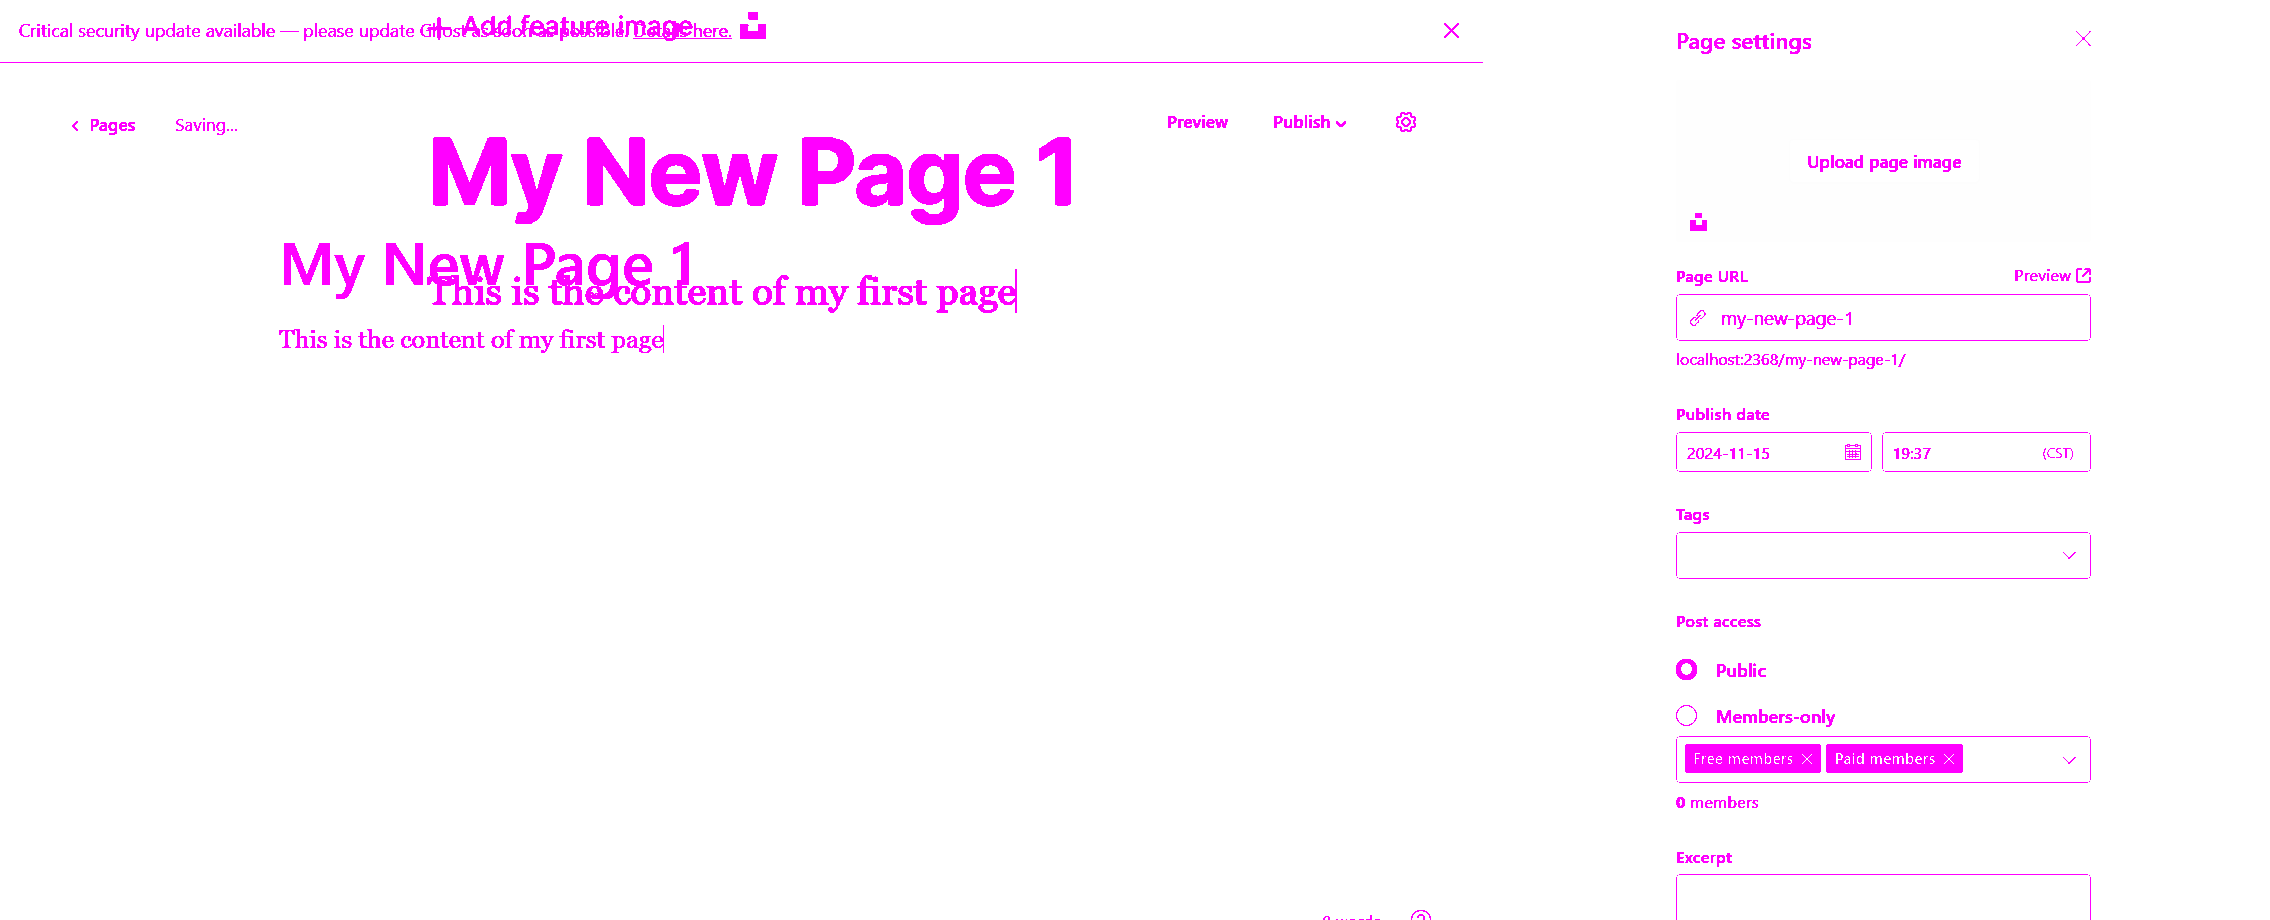 Critical security update available — please update Ghost as soon as possible. Details here.
+ Add feature image
Pages
Saving...
Preview
Publish
My New Page 1
My New Page 1
This is the content of my first page
This is the content of my first page
Page settings
Upload page image
Page URL
Preview
my-new-page-1
localhost:2368/my-new-page-1/
Publish date
2024-11-15
19:37
(CST)
Tags
Post access
Public
Members-only
Free members
Paid members
0 members
Excerpt